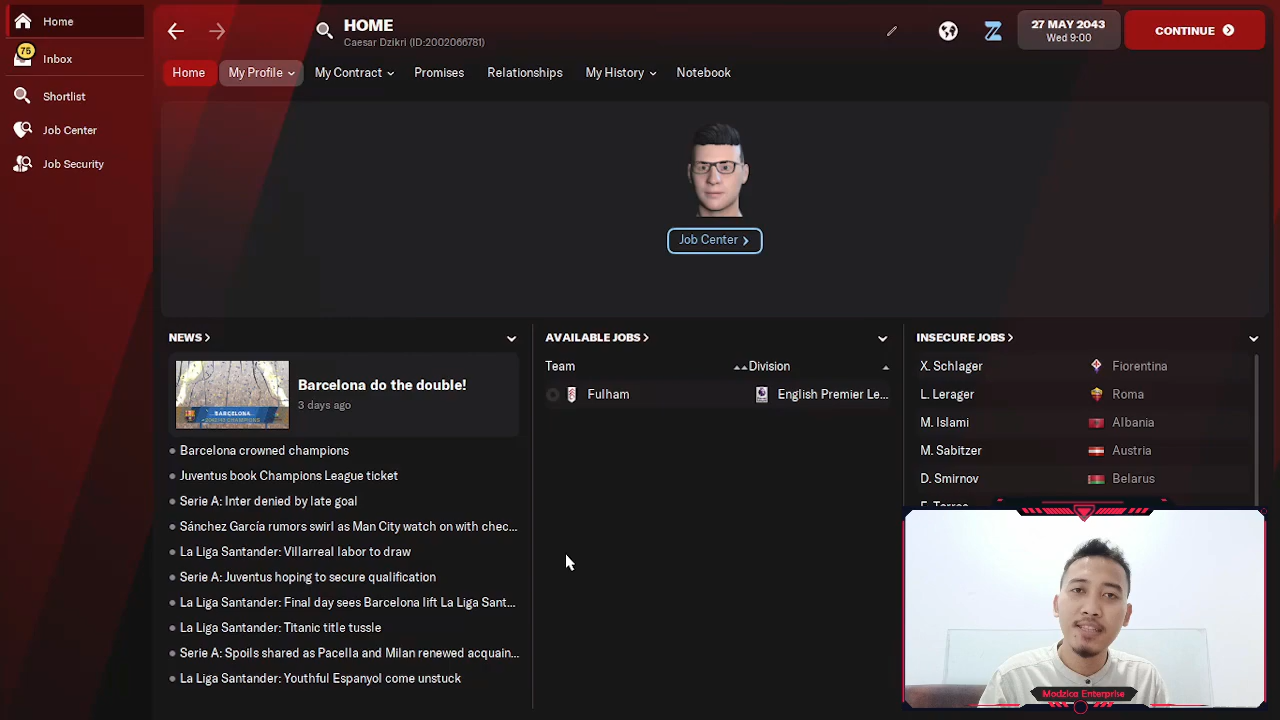 Home
75
Inbox
Shortlist
Job Center
Job Security
HOME
Caesar Dzikri (ID:2002066781)
27 MAY 2043
Wed 9:00
CONTINUE
Home My Profile My Contract Promises Relationships My History Notebook
Job Center
NEWS
BARCELONA
Barcelona do the double!
3 days ago
Barcelona crowned champions
Juventus book Champions League ticket
Serie A: Inter denied by late goal
Sánchez García rumors swirl as Man City watch on with chec...
La Liga Santander: Villarreal labor to draw
Serie A: Juventus hoping to secure qualification
La Liga Santander: Final day sees Barcelona lift La Liga Sant...
La Liga Santander: Titanic title tussle
Serie A: Spoils shared as Pacella and Milan renewed acquain...
La Liga Santander: Youthful Espanyol come unstuck
AVAILABLE JOBS
Team Division
Fulham English Premier Le...
INSECURE JOBS
X. Schlager Fiorentina
L. Lerager Roma
M. Islami Albania
M. Sabitzer Austria
D. Smirnov Belarus
Modzica Enterprise